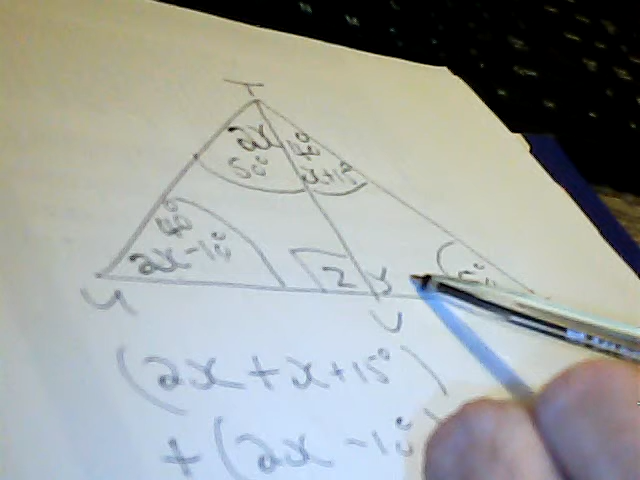 T
2x 40°
50° x+15°
40°
2x-10°
2
y
(2x + x+15°)
+ (2x - 10°